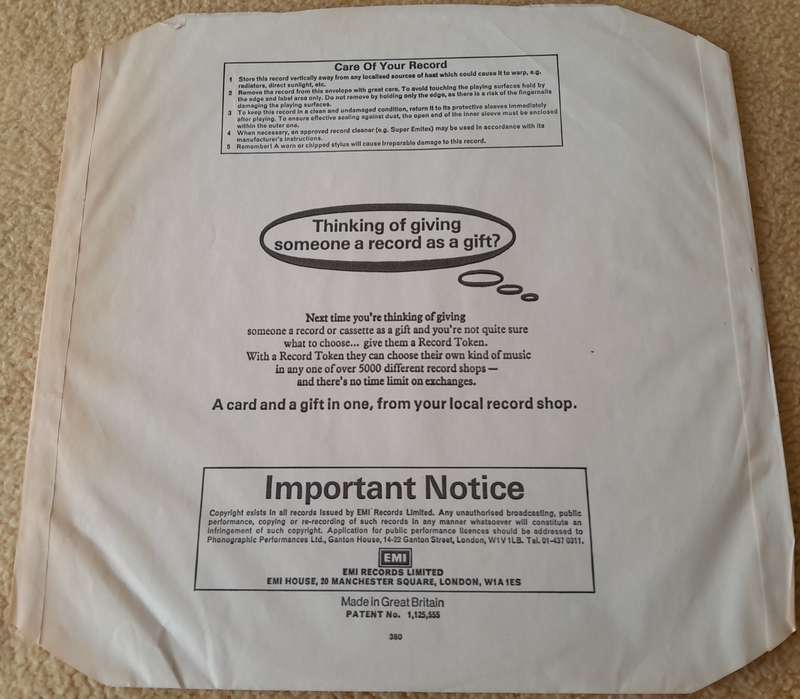 Care Of Your Record
1 Store this record vertically away from any localised sources of heat which could cause it to warp, e.g.
radiators, direct sunlight, etc.
2 Remove the record from this envelope with great care. To avoid touching the playing surfaces hold by
the edge and label area only. Do not remove by holding only the edge, as there is a risk of the fingernails
damaging the playing surfaces.
3 To keep this record in a clean and undamaged condition, return it to its protective sleeves immediately
after playing. To ensure effective sealing against dust, the open end of the inner sleeve must be enclosed
within the outer one.
4 When necessary, an approved record cleaner (e.g. Super Emitex) may be used in accordance with its
manufacturer's instructions.
5 Remember! A worn or chipped stylus will cause irreparable damage to this record.
Thinking of giving
someone a record as a gift?
Next time you're thinking of giving
someone a record or cassette as a gift and you're not quite sure
what to choose... give them a Record Token.
With a Record Token they can choose their own kind of music
in any one of over 5000 different record shops —
and there's no time limit on exchanges.
A card and a gift in one, from your local record shop.
Important Notice
Copyright exists in all records issued by EMI Records Limited. Any unauthorised broadcasting, public
performance, copying or re-recording of such records in any manner whatsoever will constitute an
infringement of such copyright. Application for public performance licences should be addressed to
Phonographic Performances Ltd., Ganton House, 14-22 Ganton Street, London, W1V 1LB. Tel. 01-437 0311.
EMI
EMI RECORDS LIMITED
EMI HOUSE, 20 MANCHESTER SQUARE, LONDON, W1A 1ES
Made in Great Britain
PATENT No. 1,125,555
380